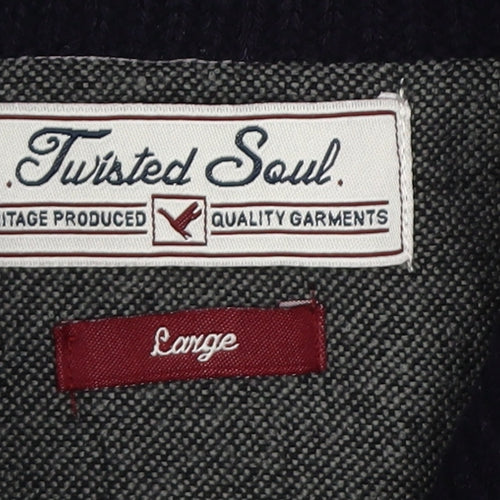 .Twisted Soul.
ITAGE PRODUCED QUALITY GARMENTS
Large